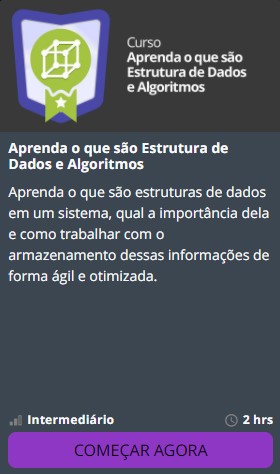 Curso
Aprenda o que são
Estrutura de Dados
e Algoritmos
Aprenda o que são Estrutura de
Dados e Algoritmos
Aprenda o que são estruturas de dados
em um sistema, qual a importância dela
e como trabalhar com o
armazenamento dessas informações de
forma ágil e otimizada.
Intermediário
2 hrs
COMEÇAR AGORA